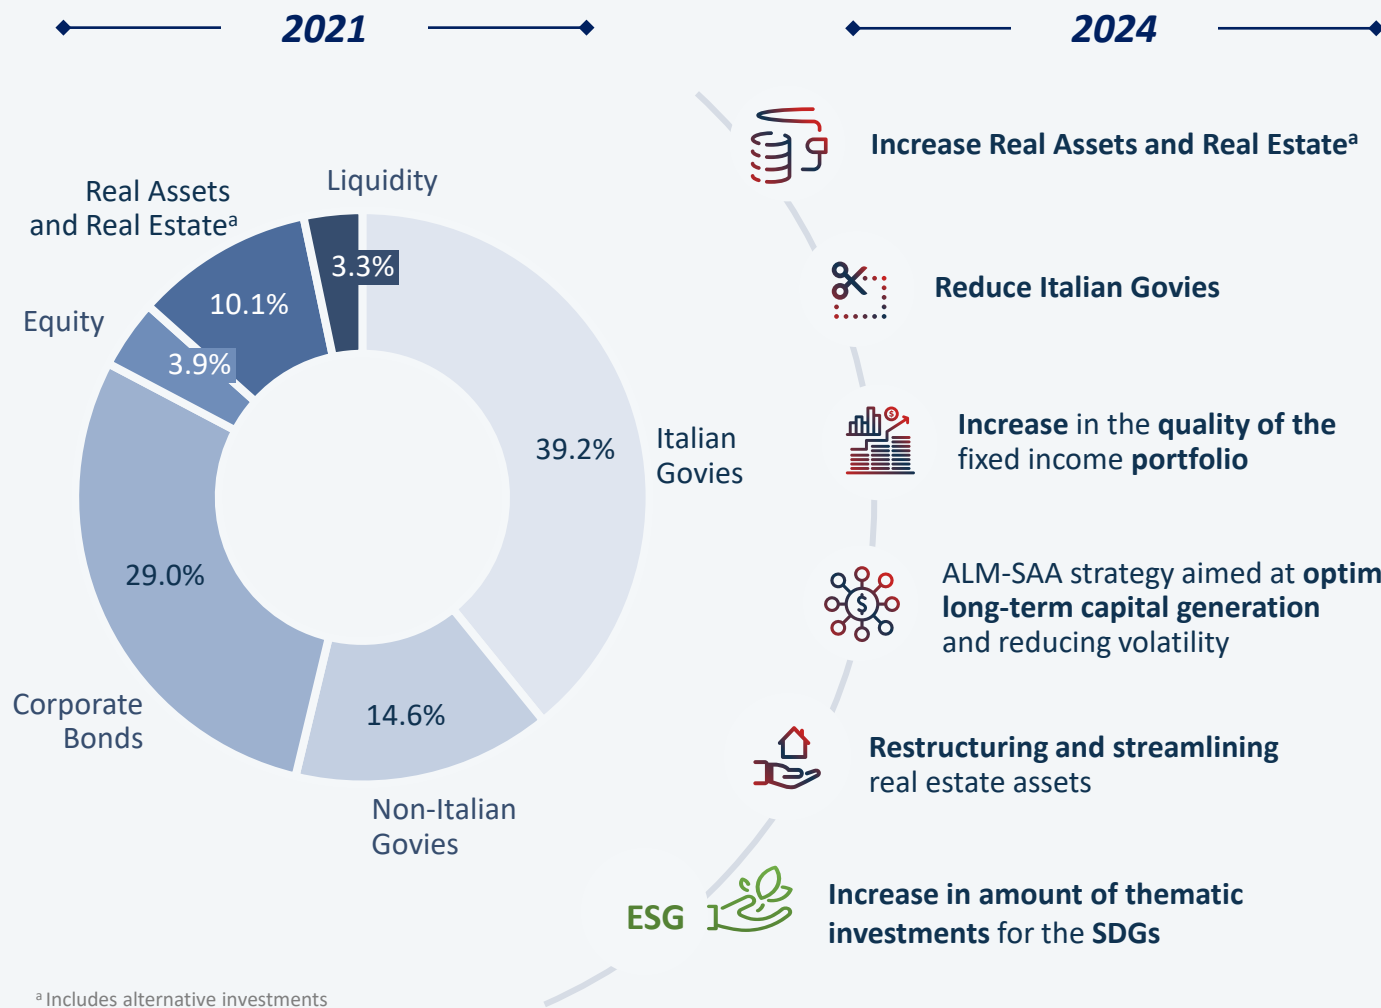 2021
2024
Liquidity
Real Assets
and Real Estateᵃ
3.3%
10.1%
Equity
3.9%
39.2%
Italian
Govies
29.0%
14.6%
Corporate
Bonds
Non-Italian
Govies
Increase Real Assets and Real Estateᵃ
Reduce Italian Govies
Increase in the quality of the
fixed income portfolio
$
$
ALM-SAA strategy aimed at optim
long-term capital generation
and reducing volatility
Restructuring and streamlining
real estate assets
ESG
Increase in amount of thematic
investments for the SDGs
ᵃ Includes alternative investments